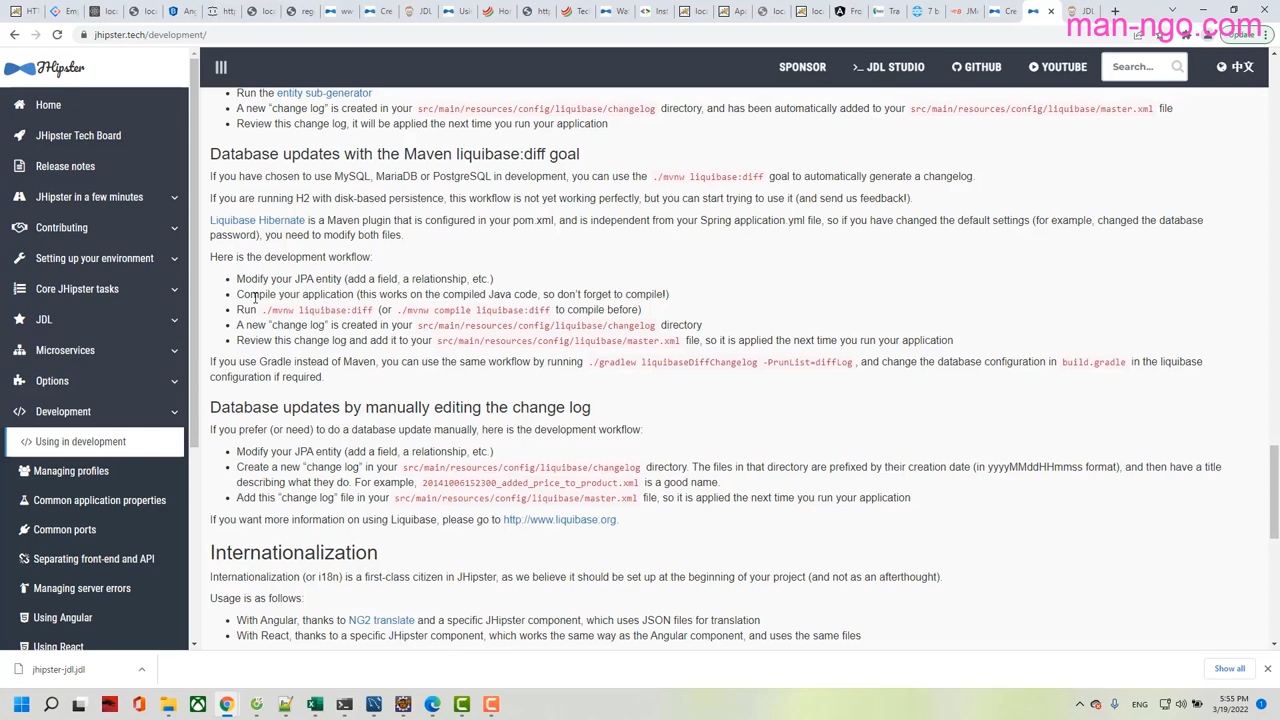 HT
loc
loc
Ang
http
loc
reg
ww
Cre
JDL
Usi
Ho
http
Tec
Wa
Inst
loc
Api
loc
loc
Fro
Tra
7 b
JM
Cre
JDL
man-ngo.com
jhipster.tech/development/
Update
JHipster
SPONSOR
JDL STUDIO
GITHUB
YOUTUBE
Search...
中文
Home
JHipster Tech Board
Release notes
JHipster in a few minutes
Contributing
Setting up your environment
Core JHipster tasks
JDL
Microservices
Options
Development
</> Using in development
Managing profiles
Common application properties
Common ports
Separating front-end and API
Managing server errors
Using Angular
Using React
Run the entity sub-generator
A new “change log” is created in your src/main/resources/config/liquibase/changelog directory, and has been automatically added to your src/main/resources/config/liquibase/master.xml file
Review this change log, it will be applied the next time you run your application
Database updates with the Maven liquibase:diff goal
If you have chosen to use MySQL, MariaDB or PostgreSQL in development, you can use the ./mvnw liquibase:diff goal to automatically generate a changelog.
If you are running H2 with disk-based persistence, this workflow is not yet working perfectly, but you can start trying to use it (and send us feedback!).
Liquibase Hibernate is a Maven plugin that is configured in your pom.xml, and is independent from your Spring application.yml file, so if you have changed the default settings (for example, changed the database
password), you need to modify both files.
Here is the development workflow:
Modify your JPA entity (add a field, a relationship, etc.)
Compile your application (this works on the compiled Java code, so don’t forget to compile!)
Run ./mvnw liquibase:diff (or ./mvnw compile liquibase:diff to compile before)
A new “change log” is created in your src/main/resources/config/liquibase/changelog directory
Review this change log and add it to your src/main/resources/config/liquibase/master.xml file, so it is applied the next time you run your application
If you use Gradle instead of Maven, you can use the same workflow by running ./gradlew liquibaseDiffChangelog -PrunList=diffLog, and change the database configuration in build.gradle in the liquibase
configuration if required.
Database updates by manually editing the change log
If you prefer (or need) to do a database update manually, here is the development workflow:
Modify your JPA entity (add a field, a relationship, etc.)
Create a new “change log” in your src/main/resources/config/liquibase/changelog directory. The files in that directory are prefixed by their creation date (in yyyyMMddHHmmss format), and then have a title
describing what they do. For example, 20141006152300_added_price_to_product.xml is a good name.
Add this “change log” file in your src/main/resources/config/liquibase/master.xml file, so it is applied the next time you run your application
If you want more information on using Liquibase, please go to http://www.liquibase.org.
Internationalization
Internationalization (or i18n) is a first-class citizen in JHipster, as we believe it should be set up at the beginning of your project (and not as an afterthought).
Usage is as follows:
With Angular, thanks to NG2 translate and a specific JHipster component, which uses JSON files for translation
With React, thanks to a specific JHipster component, which works the same way as the Angular component, and uses the same files
jhipster-jdl.jdl
Show all
ENG
5:55 PM
3/19/2022